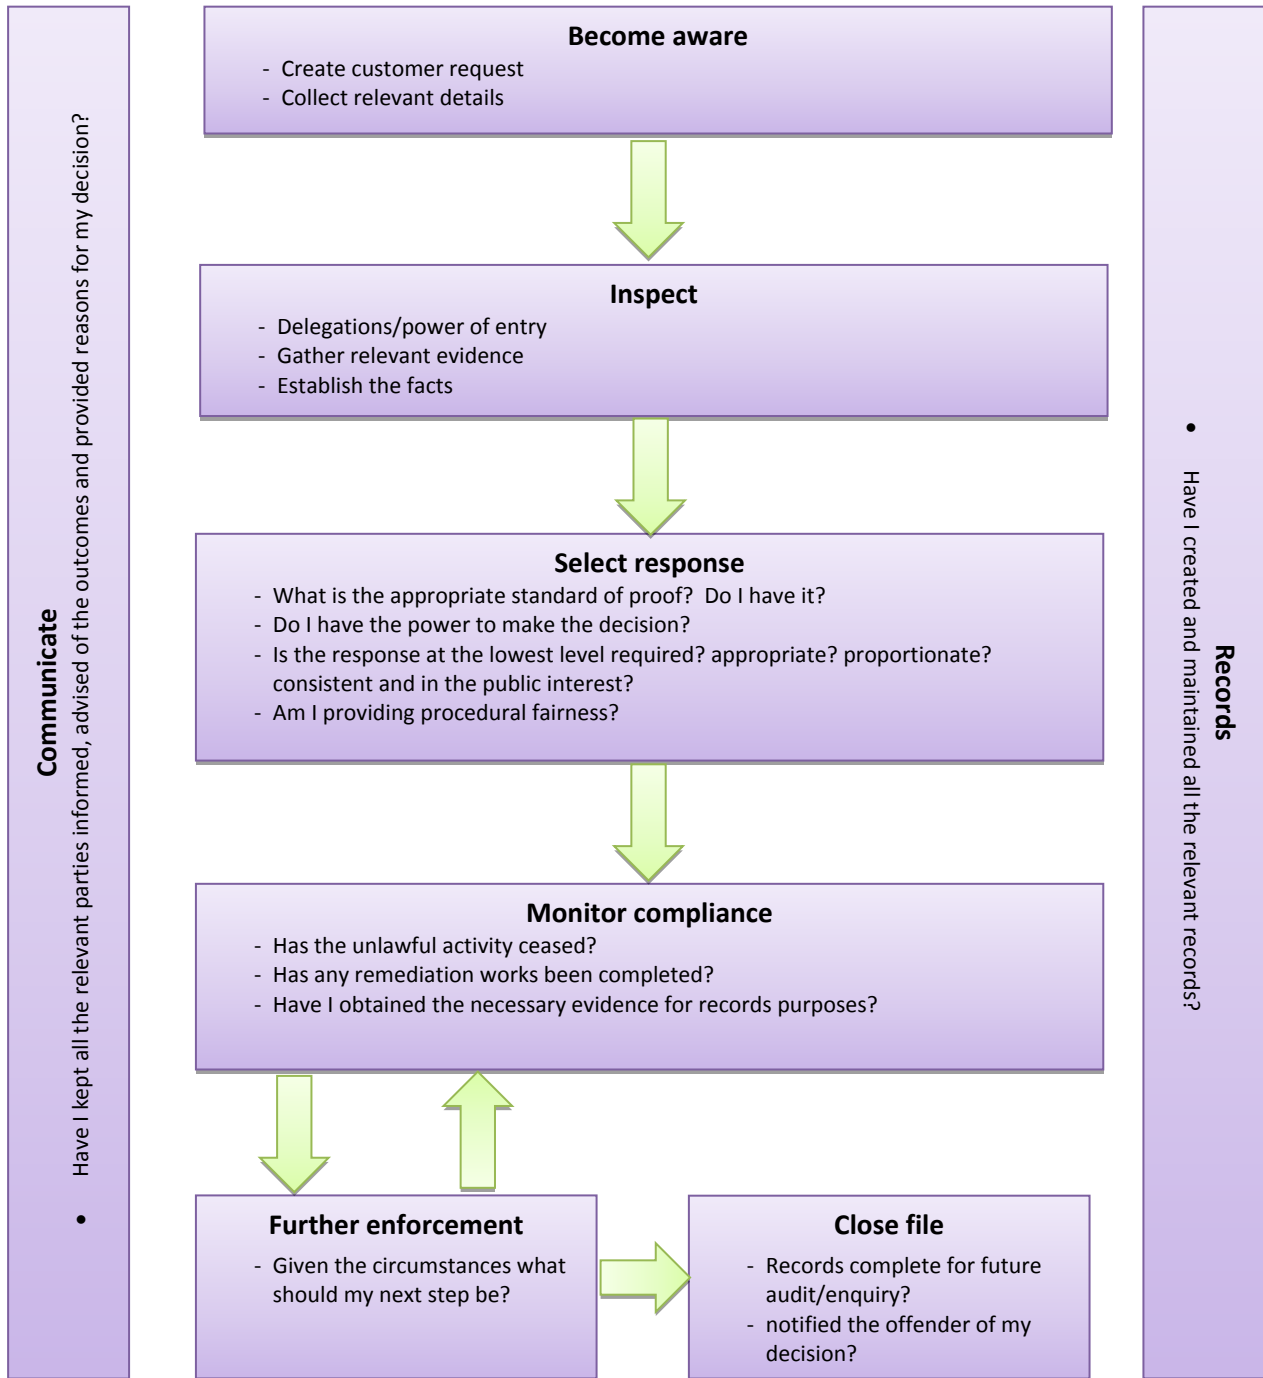 Communicate
• Have I kept all the relevant parties informed, advised of the outcomes and provided reasons for my decision?
Become aware
- Create customer request
- Collect relevant details
Inspect
- Delegations/power of entry
- Gather relevant evidence
- Establish the facts
Select response
- What is the appropriate standard of proof?  Do I have it?
- Do I have the power to make the decision?
- Is the response at the lowest level required? appropriate? proportionate?
consistent and in the public interest?
- Am I providing procedural fairness?
Monitor compliance
- Has the unlawful activity ceased?
- Has any remediation works been completed?
- Have I obtained the necessary evidence for records purposes?
Further enforcement
- Given the circumstances what
should my next step be?
Close file
- Records complete for future
audit/enquiry?
- notified the offender of my
decision?
Records
• Have I created and maintained all the relevant records?